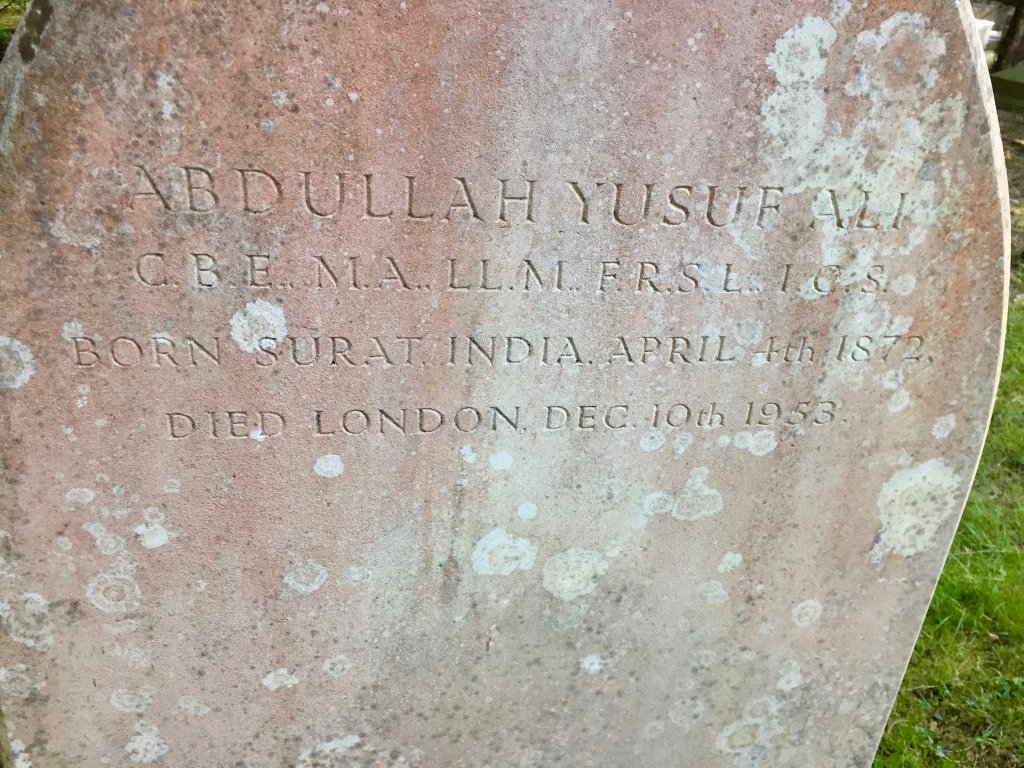 ABDULLAH YUSUF ALI
C.B.E., M.A., LL.M., F.R.S.L., I.C.S.
BORN SURAT, INDIA, APRIL 4th 1872,
DIED LONDON, DEC. 10th 1953.